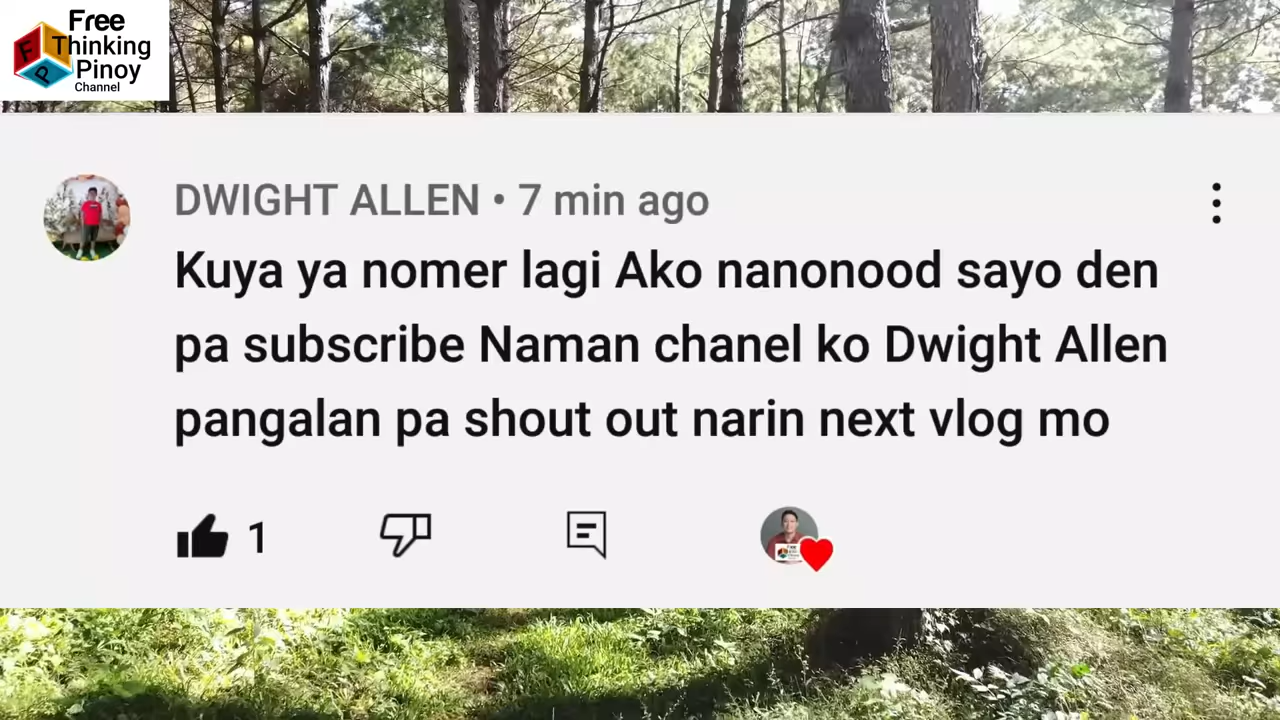 Free
Thinking
Pinoy
Channel
F
P
DWIGHT ALLEN • 7 min ago
Kuya ya nomer lagi Ako nanonood sayo den
pa subscribe Naman chanel ko Dwight Allen
pangalan pa shout out narin next vlog mo
1